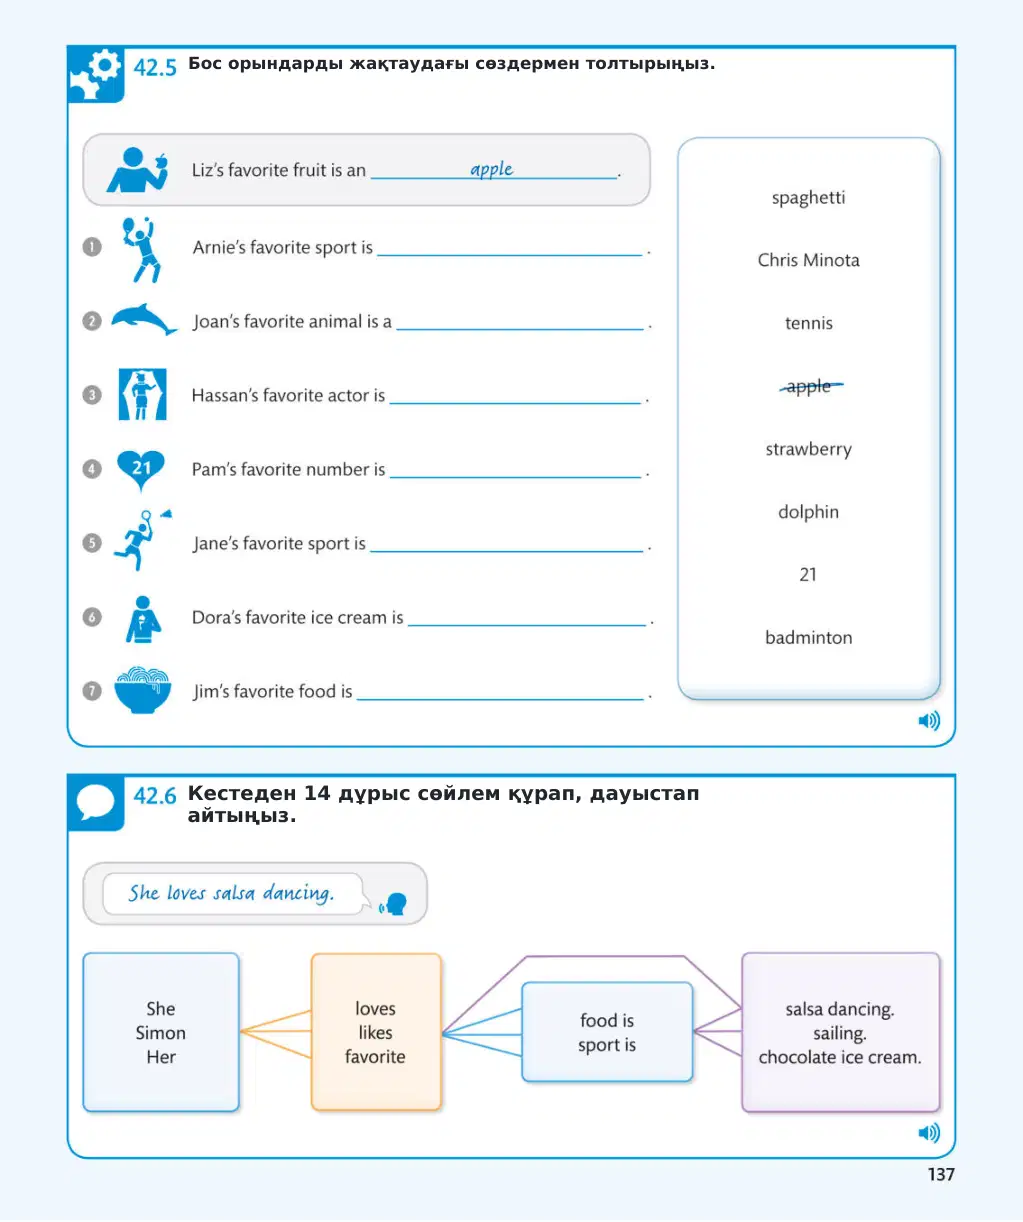 42.5 Бос орындарды жақтаудағы сөздермен толтырыңыз.
Liz's favorite fruit is an apple.
1 Arnie's favorite sport is .
2 Joan's favorite animal is a .
3 Hassan's favorite actor is .
4 21 Pam's favorite number is .
5 Jane's favorite sport is .
6 Dora's favorite ice cream is .
7 Jim's favorite food is .
spaghetti
Chris Minota
tennis
apple
strawberry
dolphin
21
badminton
42.6 Кестеден 14 дұрыс сөйлем құрап, дауыстап
айтыңыз.
She loves salsa dancing.
She
Simon
Her
loves
likes
favorite
food is
sport is
salsa dancing.
sailing.
chocolate ice cream.
137